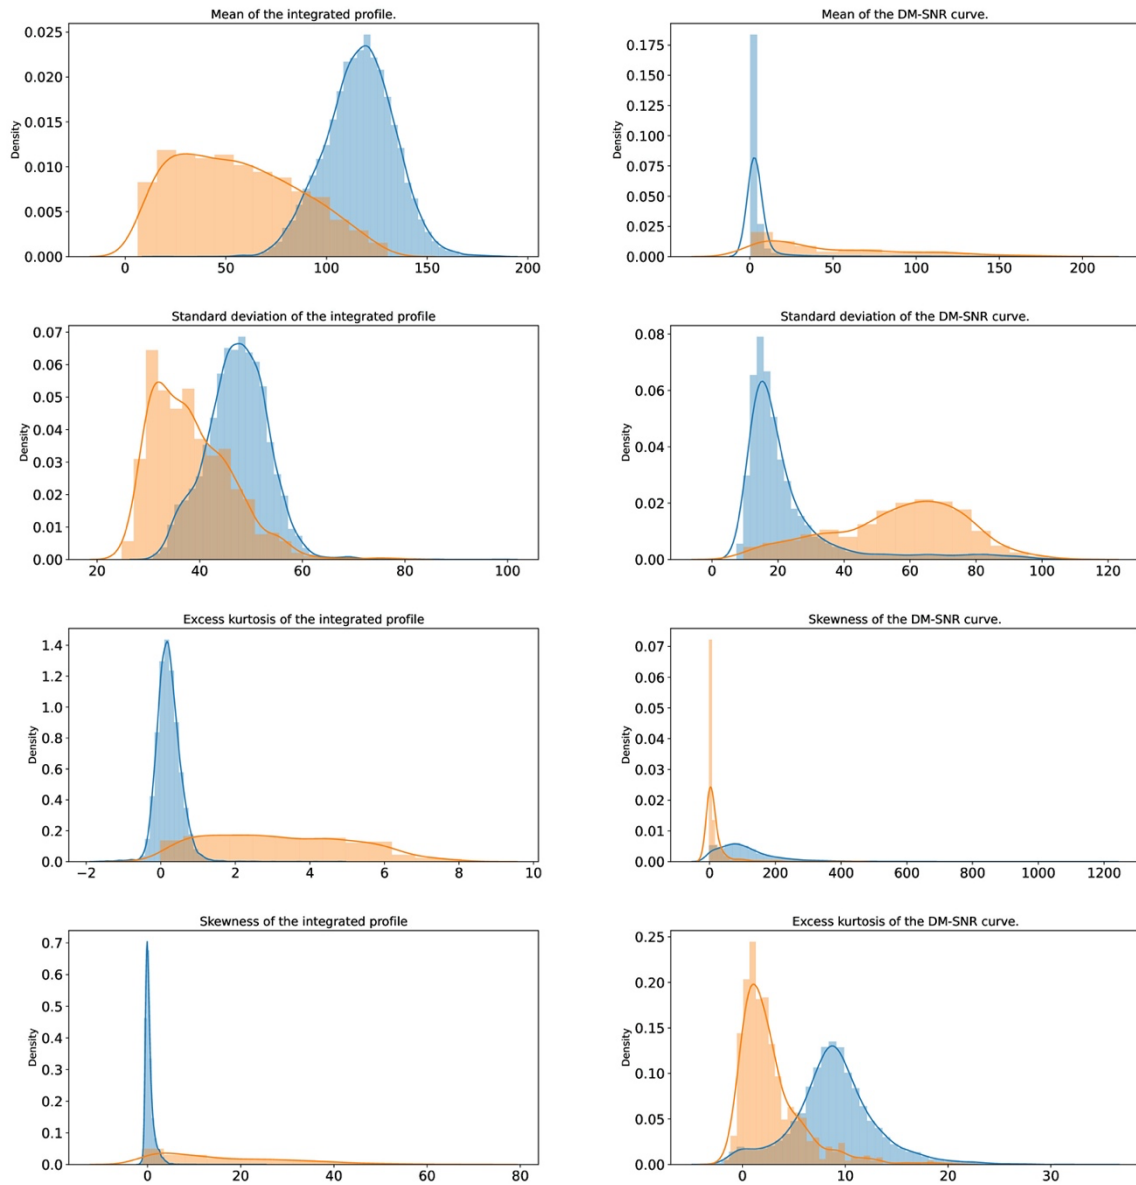 Mean of the integrated profile.
0.025
0.020
0.015
0.010
0.005
0.000
Density
0 50 100 150 200
Mean of the DM-SNR curve.
0.175
0.150
0.125
0.100
0.075
0.050
0.025
0.000
Density
0 50 100 150 200
Standard deviation of the integrated profile
0.07
0.06
0.05
0.04
0.03
0.02
0.01
0.00
Density
20 40 60 80 100
Standard deviation of the DM-SNR curve.
0.08
0.06
0.04
0.02
0.00
Density
0 20 40 60 80 100 120
Excess kurtosis of the integrated profile
1.4
1.2
1.0
0.8
0.6
0.4
0.2
0.0
Density
−2 0 2 4 6 8 10
Skewness of the DM-SNR curve.
0.07
0.06
0.05
0.04
0.03
0.02
0.01
0.00
Density
0 200 400 600 800 1000 1200
Skewness of the integrated profile
0.7
0.6
0.5
0.4
0.3
0.2
0.1
0.0
Density
0 20 40 60 80
Excess kurtosis of the DM-SNR curve.
0.25
0.20
0.15
0.10
0.05
0.00
Density
0 10 20 30